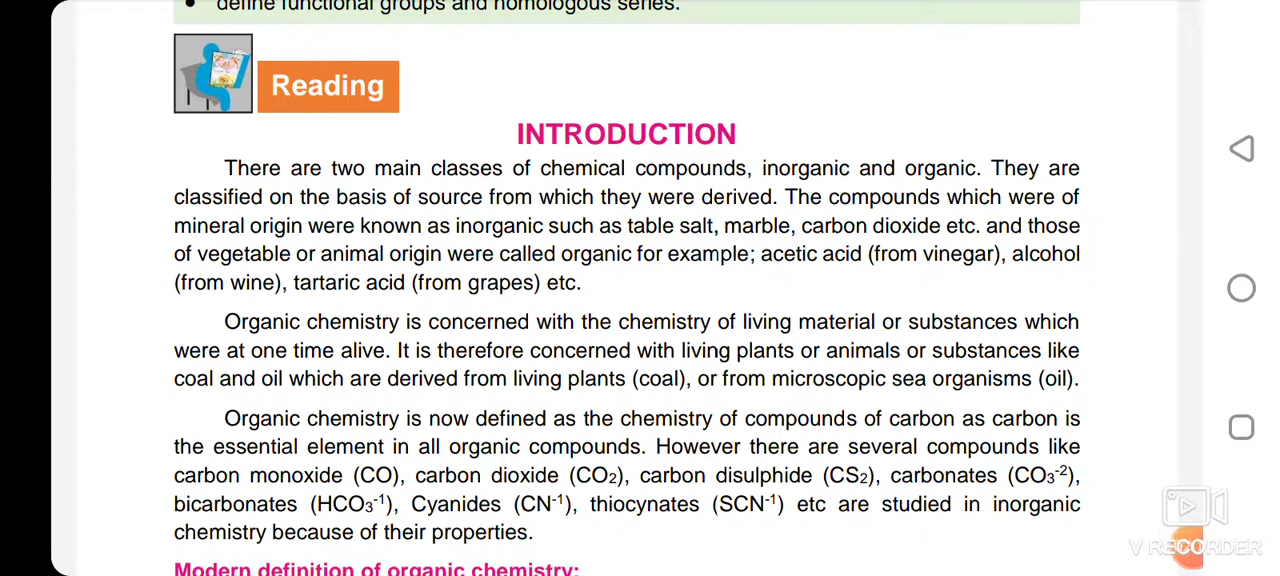 define functional groups and homologous series.
Reading
INTRODUCTION
There are two main classes of chemical compounds, inorganic and organic. They are
classified on the basis of source from which they were derived. The compounds which were of
mineral origin were known as inorganic such as table salt, marble, carbon dioxide etc. and those
of vegetable or animal origin were called organic for example; acetic acid (from vinegar), alcohol
(from wine), tartaric acid (from grapes) etc.
Organic chemistry is concerned with the chemistry of living material or substances which
were at one time alive. It is therefore concerned with living plants or animals or substances like
coal and oil which are derived from living plants (coal), or from microscopic sea organisms (oil).
Organic chemistry is now defined as the chemistry of compounds of carbon as carbon is
the essential element in all organic compounds. However there are several compounds like
carbon monoxide (CO), carbon dioxide (CO₂), carbon disulphide (CS₂), carbonates (CO₃⁻²),
bicarbonates (HCO₃⁻¹), Cyanides (CN⁻¹), thiocynates (SCN⁻¹) etc are studied in inorganic
chemistry because of their properties.
Modern definition of organic chemistry:
V RECORDER